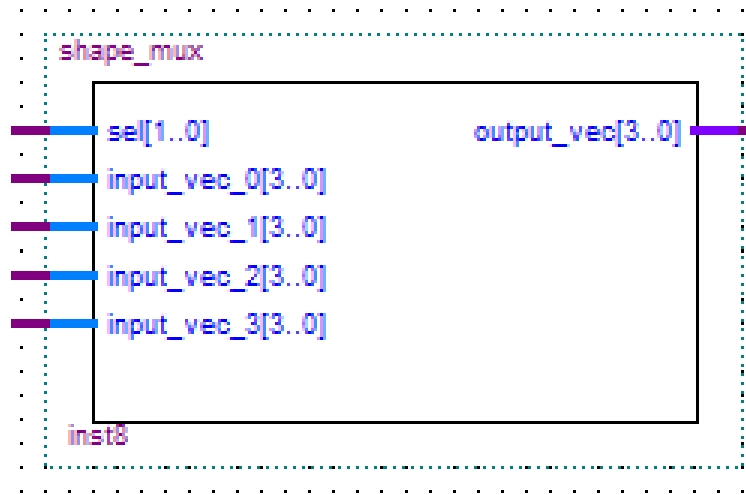 shape_mux
sel[1..0] output_vec[3..0]
input_vec_0[3..0]
input_vec_1[3..0]
input_vec_2[3..0]
input_vec_3[3..0]
inst8